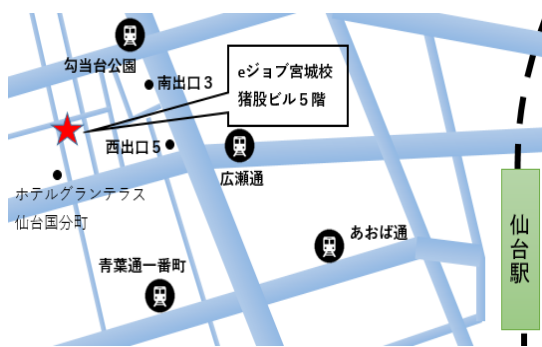 勾当台公園
南出口3
eジョブ宮城校
猪股ビル5階
西出口5
広瀬通
ホテルグランテラス
仙台国分町
あおば通
仙台駅
青葉通一番町